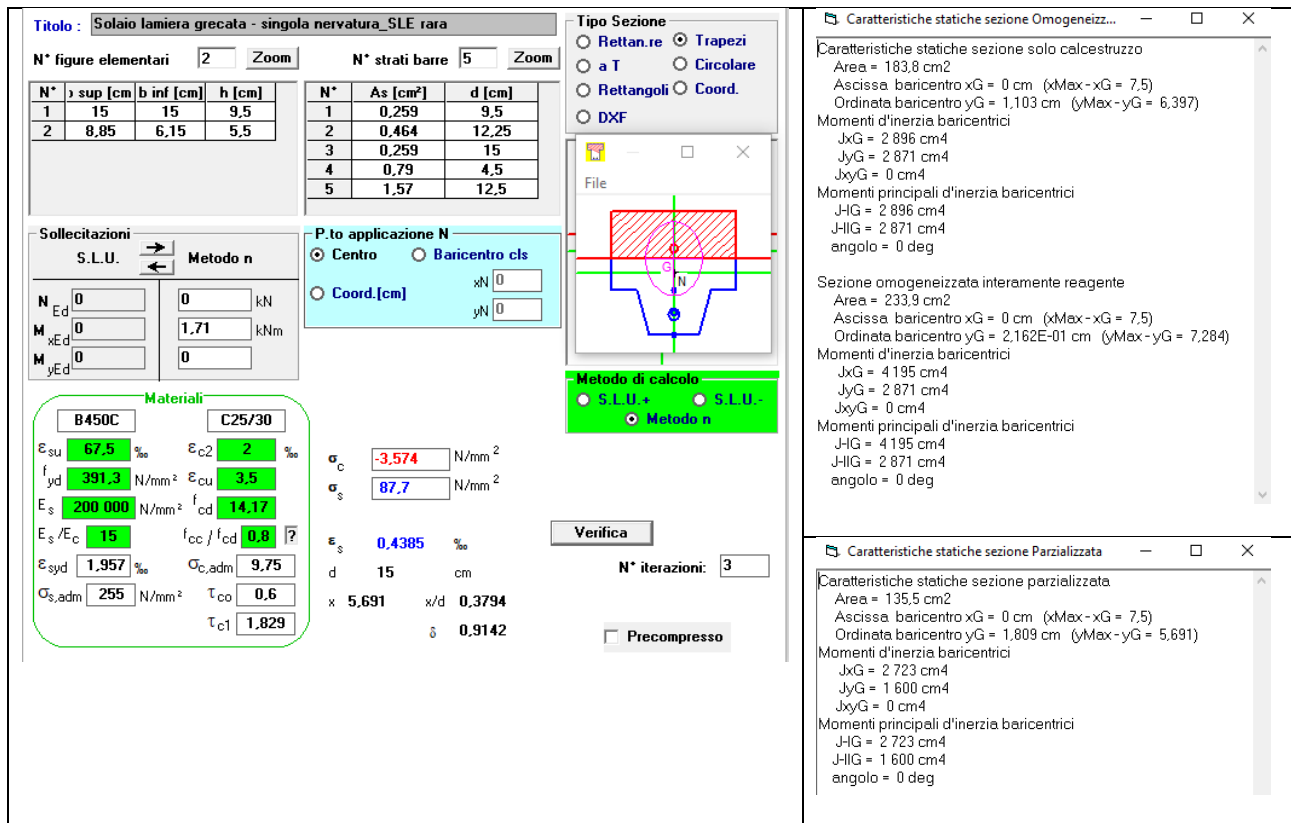 Titolo : Solaio lamiera grecata - singola nervatura_SLE rara
N° figure elementari 2 Zoom
N° strati barre 5 Zoom
N° b sup [cm b inf [cm] h [cm]
1 15 15 9,5
2 8,85 6,15 5,5
N° As [cm²] d [cm]
1 0,259 9,5
2 0,464 12,25
3 0,259 15
4 0,79 4,5
5 1,57 12,5
Tipo Sezione
Rettan.re Trapezi
a T Circolare
Rettangoli Coord.
DXF
File
G
N
Sollecitazioni
S.L.U. Metodo n
N Ed 0 0 kN
M xEd 0 1,71 kNm
M yEd 0 0
P.to applicazione N
Centro Baricentro cls
Coord.[cm]
xN 0
yN 0
Metodo di calcolo
S.L.U.+ S.L.U.-
Metodo n
Materiali
B450C C25/30
εsu 67,5 ‰ εc2 2 ‰
fyd 391,3 N/mm² εcu 3,5
Es 200 000 N/mm² fcd 14,17
Es/Ec 15 fcc / fcd 0,8 ?
εsyd 1,957 ‰ σc,adm 9,75
σs,adm 255 N/mm² τco 0,6
τc1 1,829
σc -3,574 N/mm²
σs 87,7 N/mm²
εs 0,4385 ‰
d 15 cm
x 5,691 x/d 0,3794
δ 0,9142
Verifica
N° iterazioni: 3
Precompresso
Caratteristiche statiche sezione Omogeneizz...
Caratteristiche statiche sezione solo calcestruzzo
Area = 183,8 cm2
Ascissa baricentro xG = 0 cm (xMax-xG = 7,5)
Ordinata baricentro yG = 1,103 cm (yMax-yG = 6,397)
Momenti d'inerzia baricentrici
JxG = 2 896 cm4
JyG = 2 871 cm4
JxyG = 0 cm4
Momenti principali d'inerzia baricentrici
J-IG = 2 896 cm4
J-IIG = 2 871 cm4
angolo = 0 deg
Sezione omogeneizzata interamente reagente
Area = 233,9 cm2
Ascissa baricentro xG = 0 cm (xMax-xG = 7,5)
Ordinata baricentro yG = 2,162E-01 cm (yMax-yG = 7,284)
Momenti d'inerzia baricentrici
JxG = 4 195 cm4
JyG = 2 871 cm4
JxyG = 0 cm4
Momenti principali d'inerzia baricentrici
J-IG = 4 195 cm4
J-IIG = 2 871 cm4
angolo = 0 deg
Caratteristiche statiche sezione Parzializzata
Caratteristiche statiche sezione parzializzata
Area = 135,5 cm2
Ascissa baricentro xG = 0 cm (xMax-xG = 7,5)
Ordinata baricentro yG = 1,809 cm (yMax-yG = 5,691)
Momenti d'inerzia baricentrici
JxG = 2 723 cm4
JyG = 1 600 cm4
JxyG = 0 cm4
Momenti principali d'inerzia baricentrici
J-IG = 2 723 cm4
J-IIG = 1 600 cm4
angolo = 0 deg